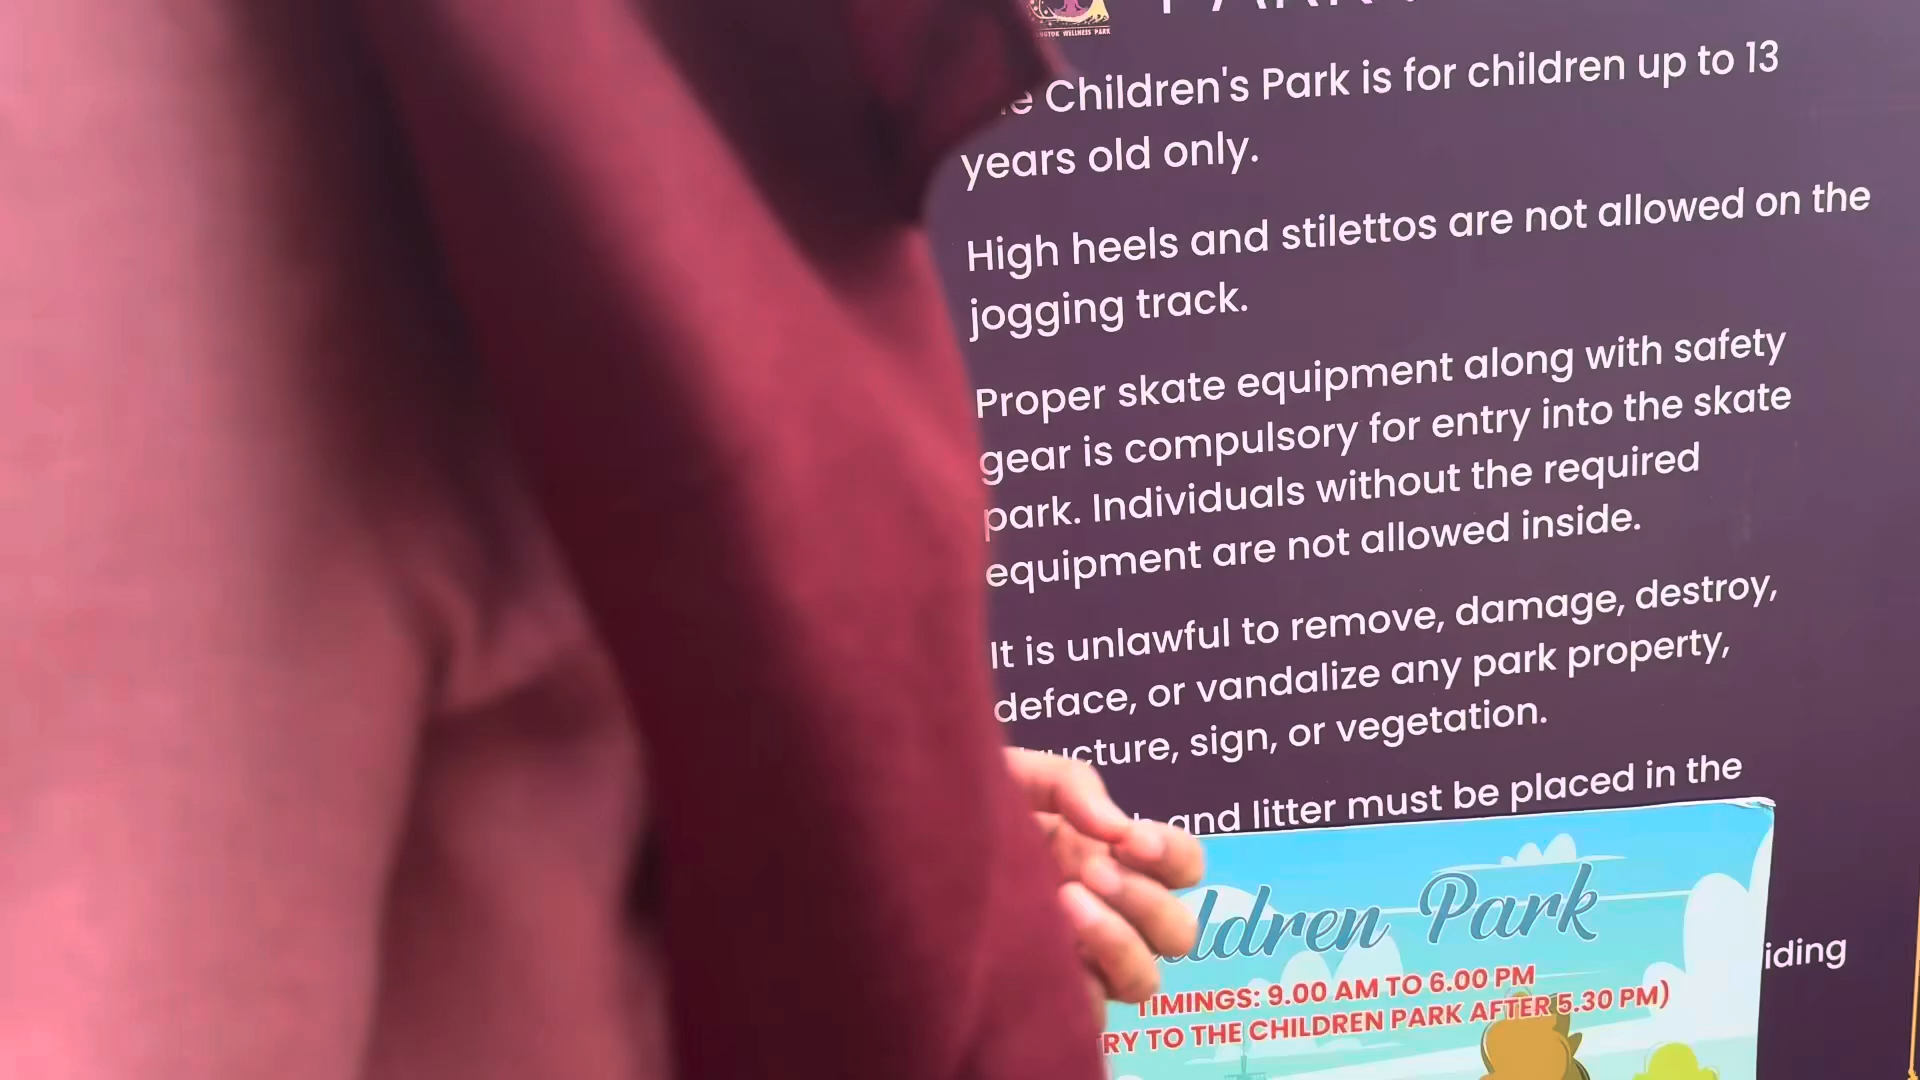 WELLNESS PARK
Children's Park is for children up to 13
years old only.
High heels and stilettos are not allowed on the
jogging track.
Proper skate equipment along with safety
gear is compulsory for entry into the skate
park. Individuals without the required
equipment are not allowed inside.
It is unlawful to remove, damage, destroy,
deface, or vandalize any park property,
sign, or vegetation.
and litter must be placed in the
Park
iding
TIMINGS: 9.00 AM TO 6.00 PM
TO THE CHILDREN PARK AFTER 5.30 PM)